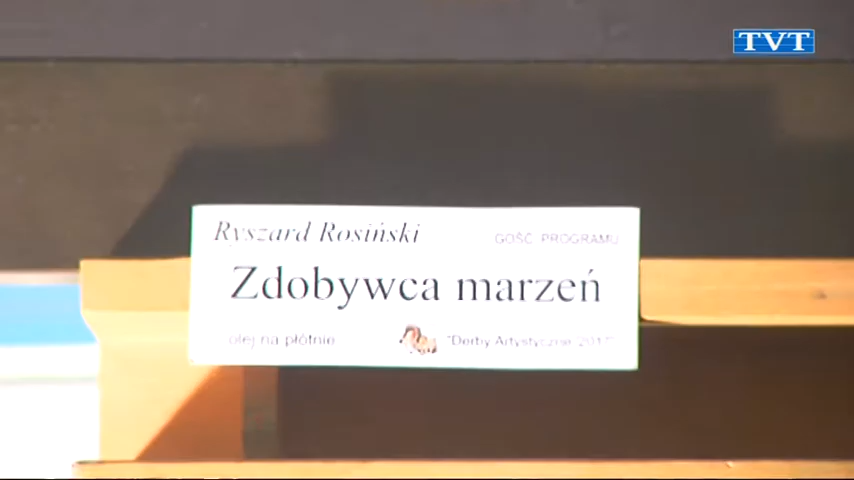 TVT
Ryszard Rosiński
GOŚĆ PROGRAMU
Zdobywca marzeń
olej na płótnie
"Derby Artystyczne 2017"